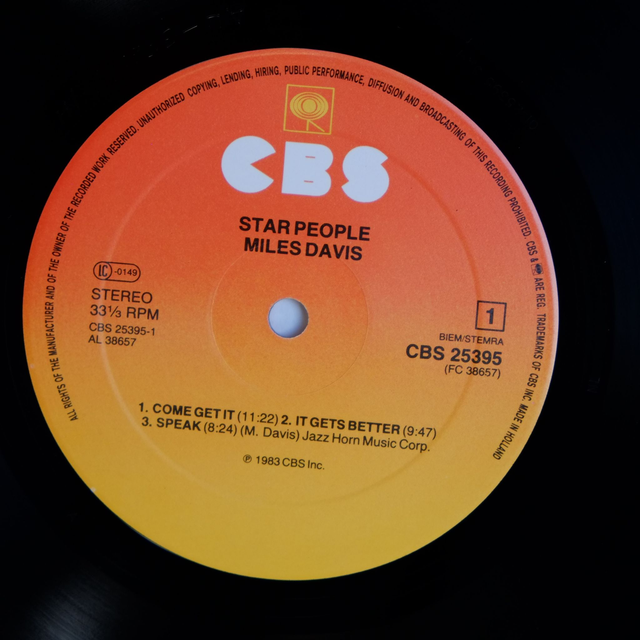 ALL RIGHTS OF THE MANUFACTURER AND OF THE OWNER OF THE RECORDED WORK RESERVED. UNAUTHORIZED COPYING, LENDING, HIRING, PUBLIC PERFORMANCE, DIFFUSION AND BROADCASTING OF THIS RECORDING PROHIBITED. CBS & ARE REG. TRADEMARKS OF CBS INC. MADE IN HOLLAND
CBS
STAR PEOPLE
MILES DAVIS
IC -0149
STEREO
33⅓ RPM
CBS 25395-1
AL 38657
1
BIEM/STEMRA
CBS 25395
(FC 38657)
1. COME GET IT (11:22) 2. IT GETS BETTER (9:47)
3. SPEAK (8:24) (M. Davis) Jazz Horn Music Corp.
℗ 1983 CBS Inc.